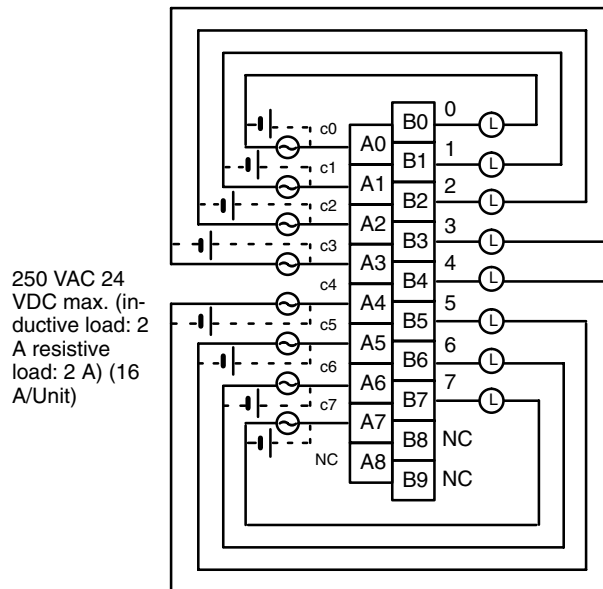 0
c0
B0
L
A0
1
c1
B1
L
A1
2
c2
B2
L
A2
3
c3
B3
L
A3
4
c4
B4
L
A4
5
c5
B5
L
A5
6
c6
B6
L
A6
7
c7
B7
L
A7
NC
B8
NC
A8
B9
NC
250 VAC 24
VDC max. (in-
ductive load: 2
A resistive
load: 2 A) (16
A/Unit)